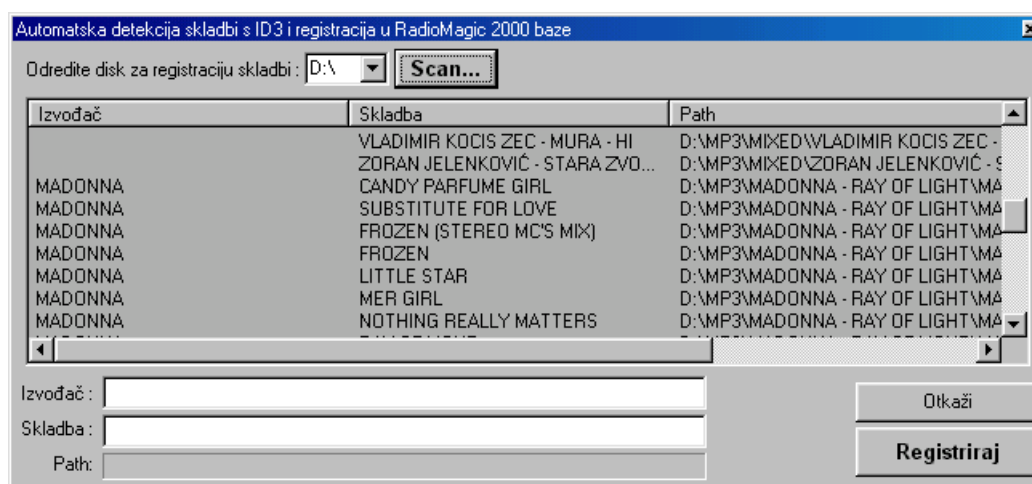 Automatska detekcija skladbi s ID3 i registracija u RadioMagic 2000 baze
Odredite disk za registraciju skladbi : D:\ Scan...
Izvođač Skladba Path
VLADIMIR KOCIS ZEC - MURA - HI D:\MP3\MIXED\VLADIMIR KOCIS ZEC -
ZORAN JELENKOVIĆ - STARA ZVO... D:\MP3\MIXED\ZORAN JELENKOVIĆ - S
MADONNA CANDY PARFUME GIRL D:\MP3\MADONNA - RAY OF LIGHT\MA
MADONNA SUBSTITUTE FOR LOVE D:\MP3\MADONNA - RAY OF LIGHT\MA
MADONNA FROZEN (STEREO MC'S MIX) D:\MP3\MADONNA - RAY OF LIGHT\MA
MADONNA FROZEN D:\MP3\MADONNA - RAY OF LIGHT\MA
MADONNA LITTLE STAR D:\MP3\MADONNA - RAY OF LIGHT\MA
MADONNA MER GIRL D:\MP3\MADONNA - RAY OF LIGHT\MA
MADONNA NOTHING REALLY MATTERS D:\MP3\MADONNA - RAY OF LIGHT\MA
Izvođač :
Otkaži
Skladba :
Registriraj
Path: